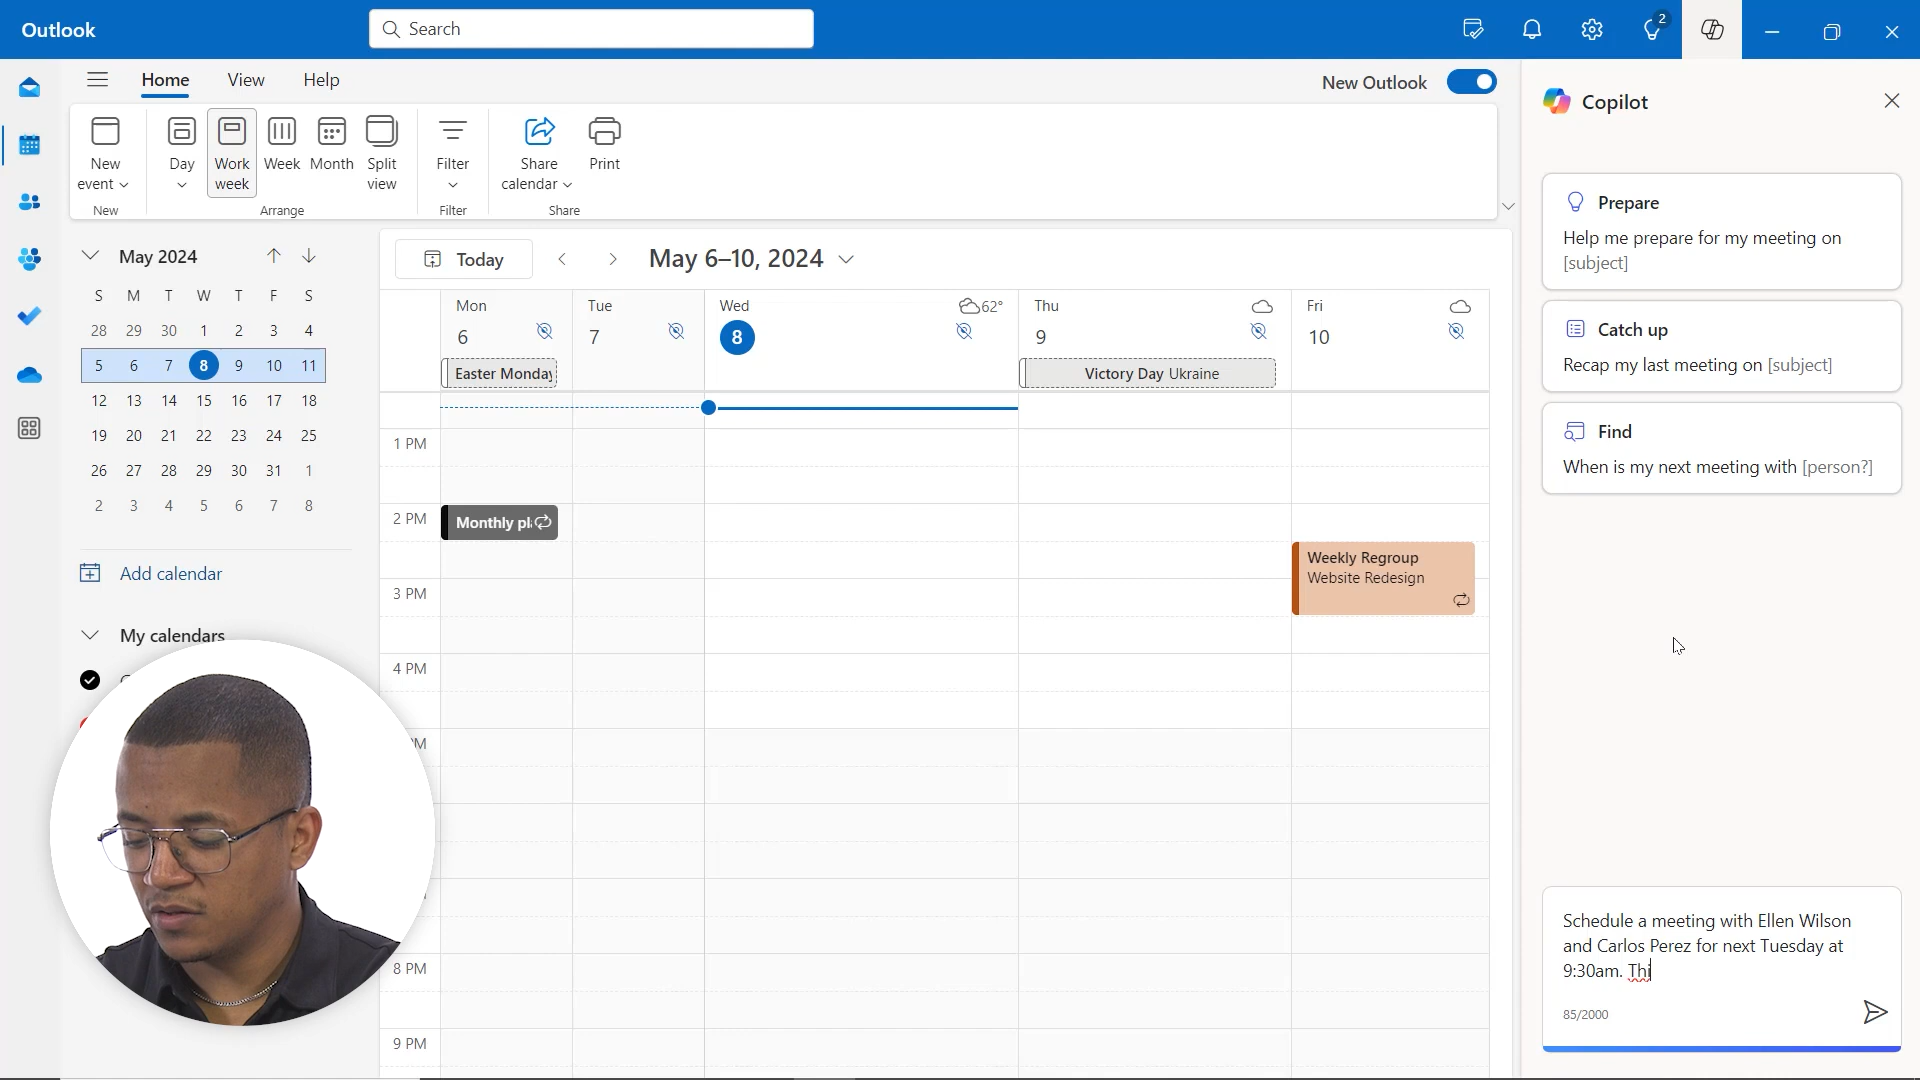 Outlook
Search
2
Home View Help
New Outlook
New event
Day
Work week
Week
Month
Split view
Filter
Share calendar
Print
New
Arrange
Filter
Share
May 2024
S M T W T F S
28 29 30 1 2 3 4
5 6 7 8 9 10 11
12 13 14 15 16 17 18
19 20 21 22 23 24 25
26 27 28 29 30 31 1
2 3 4 5 6 7 8
Add calendar
My calendars
Today
May 6–10, 2024
Mon
6
Tue
7
Wed
62°
8
Thu
9
Fri
10
Easter Monday
Victory Day Ukraine
1 PM
2 PM
Monthly pl
Weekly Regroup
Website Redesign
3 PM
4 PM
8 PM
9 PM
Copilot
Prepare
Help me prepare for my meeting on
[subject]
Catch up
Recap my last meeting on [subject]
Find
When is my next meeting with [person?]
Schedule a meeting with Ellen Wilson
and Carlos Perez for next Tuesday at
9:30am. Thi
85/2000